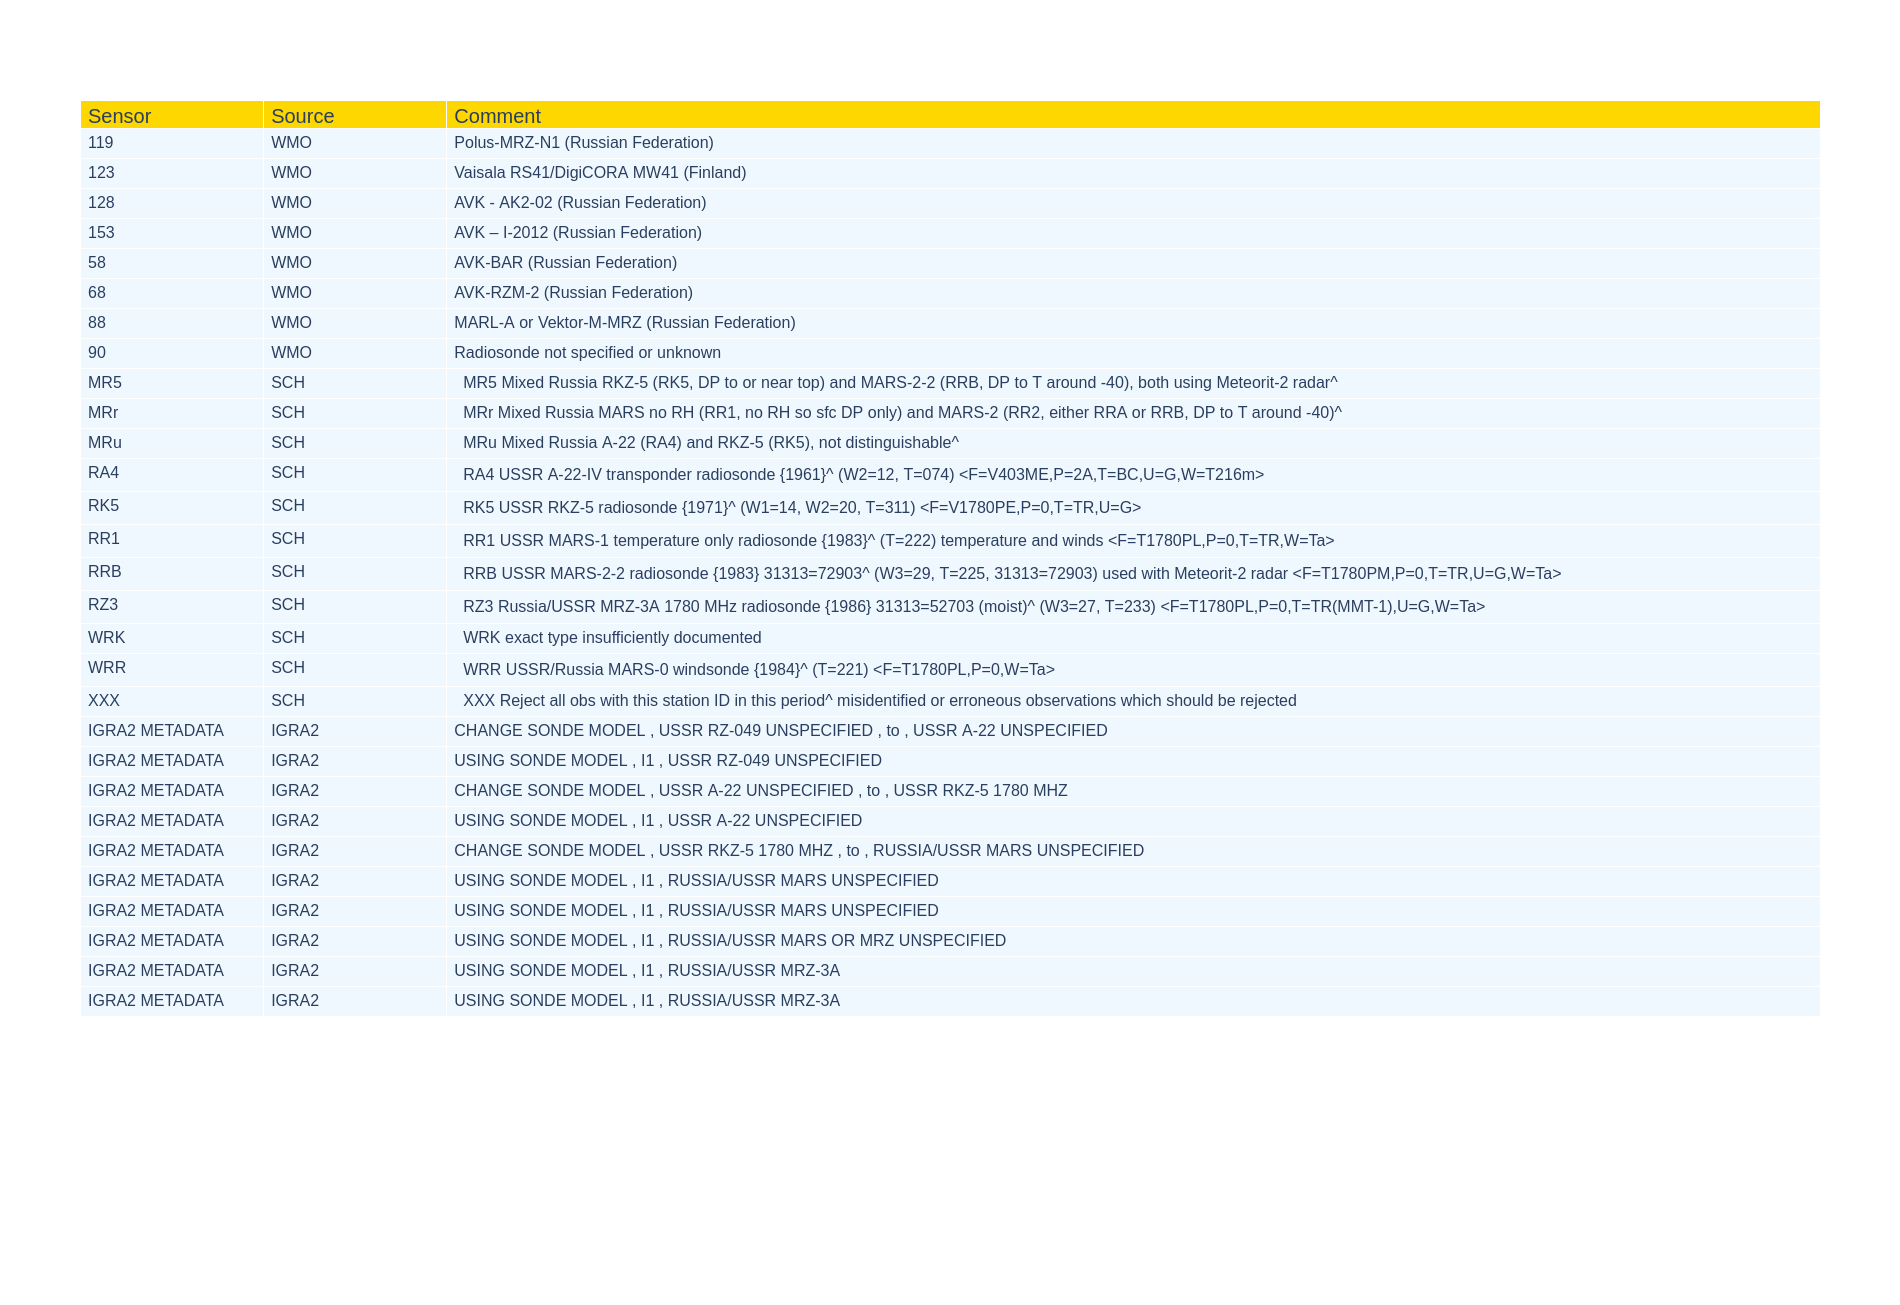 Sensor Source Comment
119 WMO Polus-MRZ-N1 (Russian Federation)
123 WMO Vaisala RS41/DigiCORA MW41 (Finland)
128 WMO AVK - AK2-02 (Russian Federation)
153 WMO AVK – I-2012 (Russian Federation)
58 WMO AVK-BAR (Russian Federation)
68 WMO AVK-RZM-2 (Russian Federation)
88 WMO MARL-A or Vektor-M-MRZ (Russian Federation)
90 WMO Radiosonde not specified or unknown
MR5 SCH MR5 Mixed Russia RKZ-5 (RK5, DP to or near top) and MARS-2-2 (RRB, DP to T around -40), both using Meteorit-2 radar^
MRr SCH MRr Mixed Russia MARS no RH (RR1, no RH so sfc DP only) and MARS-2 (RR2, either RRA or RRB, DP to T around -40)^
MRu SCH MRu Mixed Russia A-22 (RA4) and RKZ-5 (RK5), not distinguishable^
RA4 SCH RA4 USSR A-22-IV transponder radiosonde {1961}^ (W2=12, T=074) <F=V403ME,P=2A,T=BC,U=G,W=T216m>
RK5 SCH RK5 USSR RKZ-5 radiosonde {1971}^ (W1=14, W2=20, T=311) <F=V1780PE,P=0,T=TR,U=G>
RR1 SCH RR1 USSR MARS-1 temperature only radiosonde {1983}^ (T=222) temperature and winds <F=T1780PL,P=0,T=TR,W=Ta>
RRB SCH RRB USSR MARS-2-2 radiosonde {1983} 31313=72903^ (W3=29, T=225, 31313=72903) used with Meteorit-2 radar <F=T1780PM,P=0,T=TR,U=G,W=Ta>
RZ3 SCH RZ3 Russia/USSR MRZ-3A 1780 MHz radiosonde {1986} 31313=52703 (moist)^ (W3=27, T=233) <F=T1780PL,P=0,T=TR(MMT-1),U=G,W=Ta>
WRK SCH WRK exact type insufficiently documented
WRR SCH WRR USSR/Russia MARS-0 windsonde {1984}^ (T=221) <F=T1780PL,P=0,W=Ta>
XXX SCH XXX Reject all obs with this station ID in this period^ misidentified or erroneous observations which should be rejected
IGRA2 METADATA IGRA2 CHANGE SONDE MODEL , USSR RZ-049 UNSPECIFIED , to , USSR A-22 UNSPECIFIED
IGRA2 METADATA IGRA2 USING SONDE MODEL , I1 , USSR RZ-049 UNSPECIFIED
IGRA2 METADATA IGRA2 CHANGE SONDE MODEL , USSR A-22 UNSPECIFIED , to , USSR RKZ-5 1780 MHZ
IGRA2 METADATA IGRA2 USING SONDE MODEL , I1 , USSR A-22 UNSPECIFIED
IGRA2 METADATA IGRA2 CHANGE SONDE MODEL , USSR RKZ-5 1780 MHZ , to , RUSSIA/USSR MARS UNSPECIFIED
IGRA2 METADATA IGRA2 USING SONDE MODEL , I1 , RUSSIA/USSR MARS UNSPECIFIED
IGRA2 METADATA IGRA2 USING SONDE MODEL , I1 , RUSSIA/USSR MARS UNSPECIFIED
IGRA2 METADATA IGRA2 USING SONDE MODEL , I1 , RUSSIA/USSR MARS OR MRZ UNSPECIFIED
IGRA2 METADATA IGRA2 USING SONDE MODEL , I1 , RUSSIA/USSR MRZ-3A
IGRA2 METADATA IGRA2 USING SONDE MODEL , I1 , RUSSIA/USSR MRZ-3A